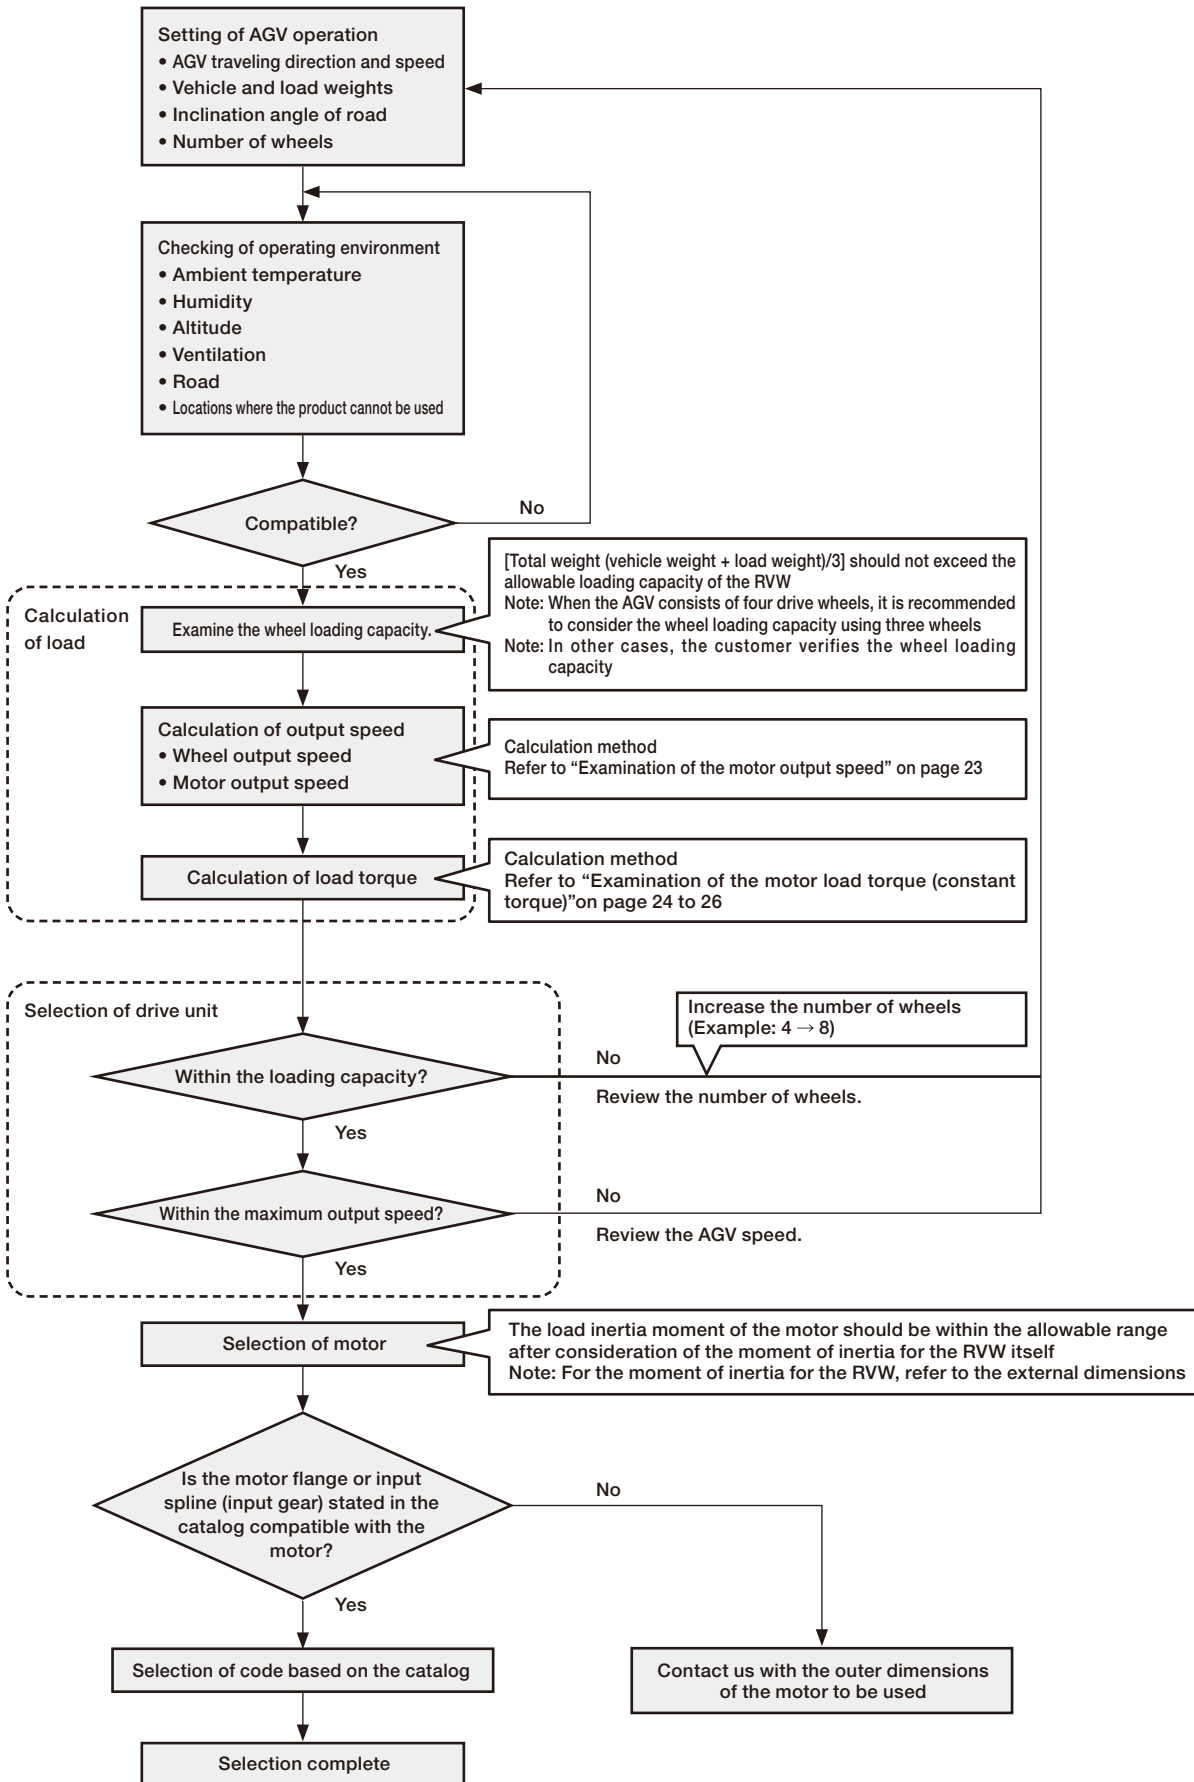 Setting of AGV operation
• AGV traveling direction and speed
• Vehicle and load weights
• Inclination angle of road
• Number of wheels
Checking of operating environment
• Ambient temperature
• Humidity
• Altitude
• Ventilation
• Road
• Locations where the product cannot be used
Compatible?
No
Yes
Calculation
of load
Examine the wheel loading capacity.
[Total weight (vehicle weight + load weight)/3] should not exceed the
allowable loading capacity of the RVW
Note: When the AGV consists of four drive wheels, it is recommended
to consider the wheel loading capacity using three wheels
Note: In other cases, the customer verifies the wheel loading
capacity
Calculation of output speed
• Wheel output speed
• Motor output speed
Calculation method
Refer to “Examination of the motor output speed” on page 23
Calculation of load torque
Calculation method
Refer to “Examination of the motor load torque (constant
torque)”on page 24 to 26
Selection of drive unit
Increase the number of wheels
(Example: 4 → 8)
Within the loading capacity?
No
Review the number of wheels.
Yes
Within the maximum output speed?
No
Review the AGV speed.
Yes
Selection of motor
The load inertia moment of the motor should be within the allowable range
after consideration of the moment of inertia for the RVW itself
Note: For the moment of inertia for the RVW, refer to the external dimensions
Is the motor flange or input
spline (input gear) stated in the
catalog compatible with the
motor?
No
Yes
Selection of code based on the catalog
Contact us with the outer dimensions
of the motor to be used
Selection complete